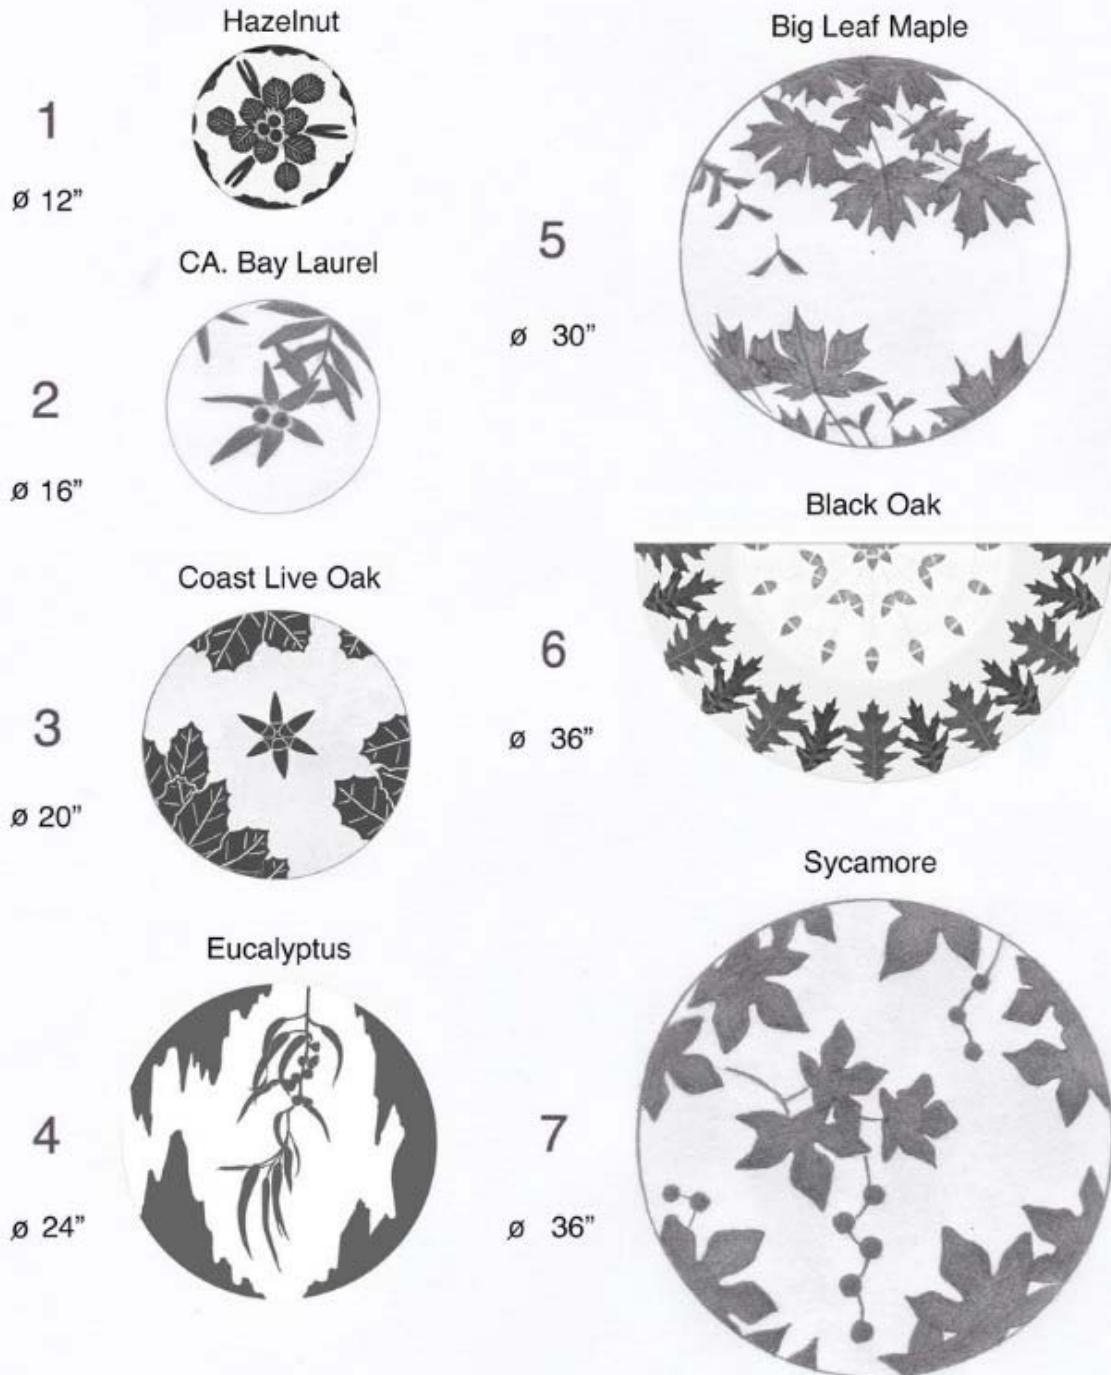 Hazelnut
1
ø 12”
CA. Bay Laurel
2
ø 16”
Coast Live Oak
3
ø 20”
Eucalyptus
4
ø 24”
Big Leaf Maple
5
ø 30”
Black Oak
6
ø 36”
Sycamore
7
ø 36”